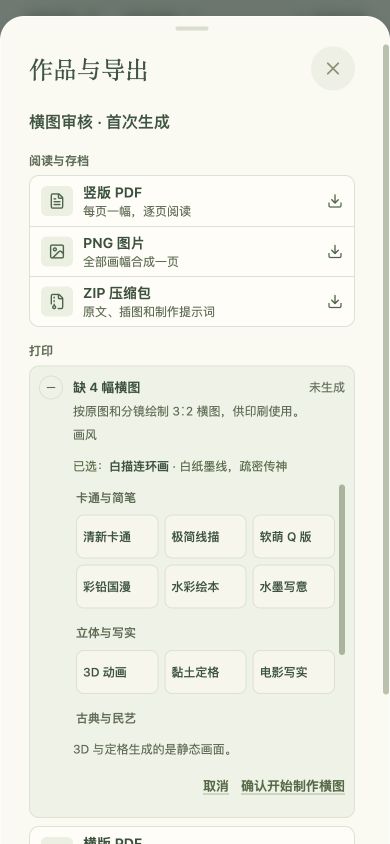 作品与导出
横图审核 · 首次生成
阅读与存档
竖版 PDF
每页一幅，逐页阅读
PNG 图片
全部画幅合成一页
ZIP 压缩包
原文、插图和制作提示词
打印
缺 4 幅横图
未生成
按原图和分镜绘制 3:2 横图，供印刷使用。
画风
已选：白描连环画 · 白纸墨线，疏密传神
卡通与简笔
清新卡通
极简线描
软萌 Q 版
彩铅国漫
水彩绘本
水墨写意
立体与写实
3D 动画
黏土定格
电影写实
古典与民艺
3D 与定格生成的是静态画面。
取消
确认开始制作横图
横版 PDF